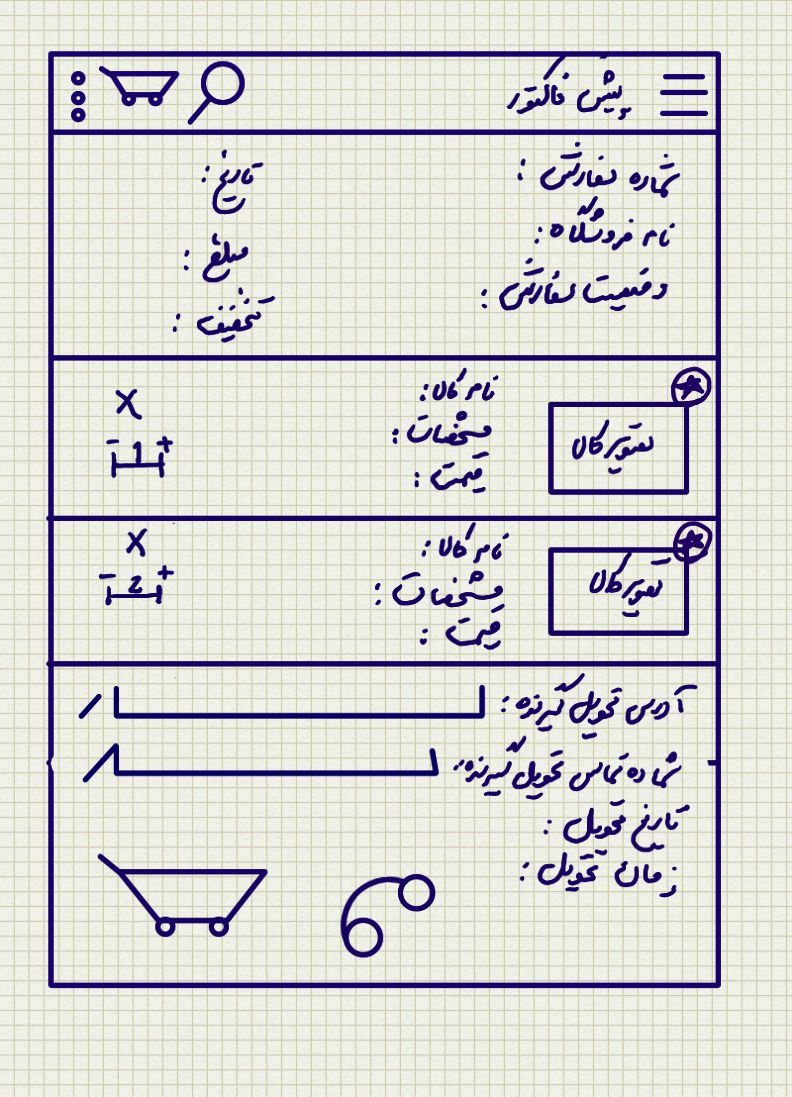 پیش فاکتور
شماره سفارش :
تاریخ :
نام فروشگاه :
مبلغ :
وضعیت سفارش :
تخفیف :
نام کالا :
مشخصات :
قیمت :
تصویر کالا
X
- 1 +
نام کالا :
مشخصات :
قیمت :
تصویر کالا
X
- 2 +
آدرس تحویل گیرنده :
شماره تماس تحویل گیرنده :
تاریخ تحویل :
زمان تحویل :